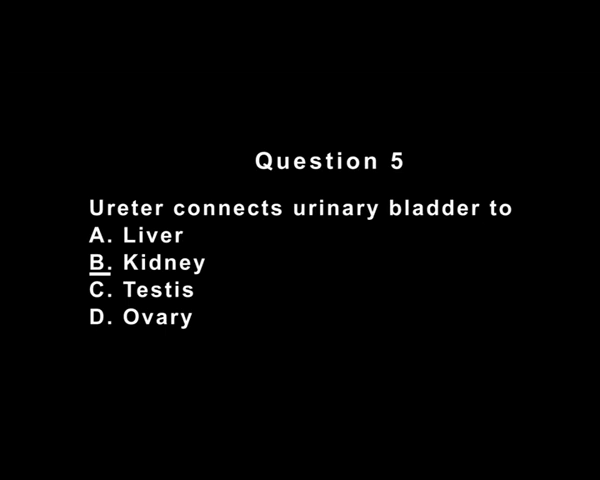 Question 5
Ureter connects urinary bladder to
A. Liver
B. Kidney
C. Testis
D. Ovary